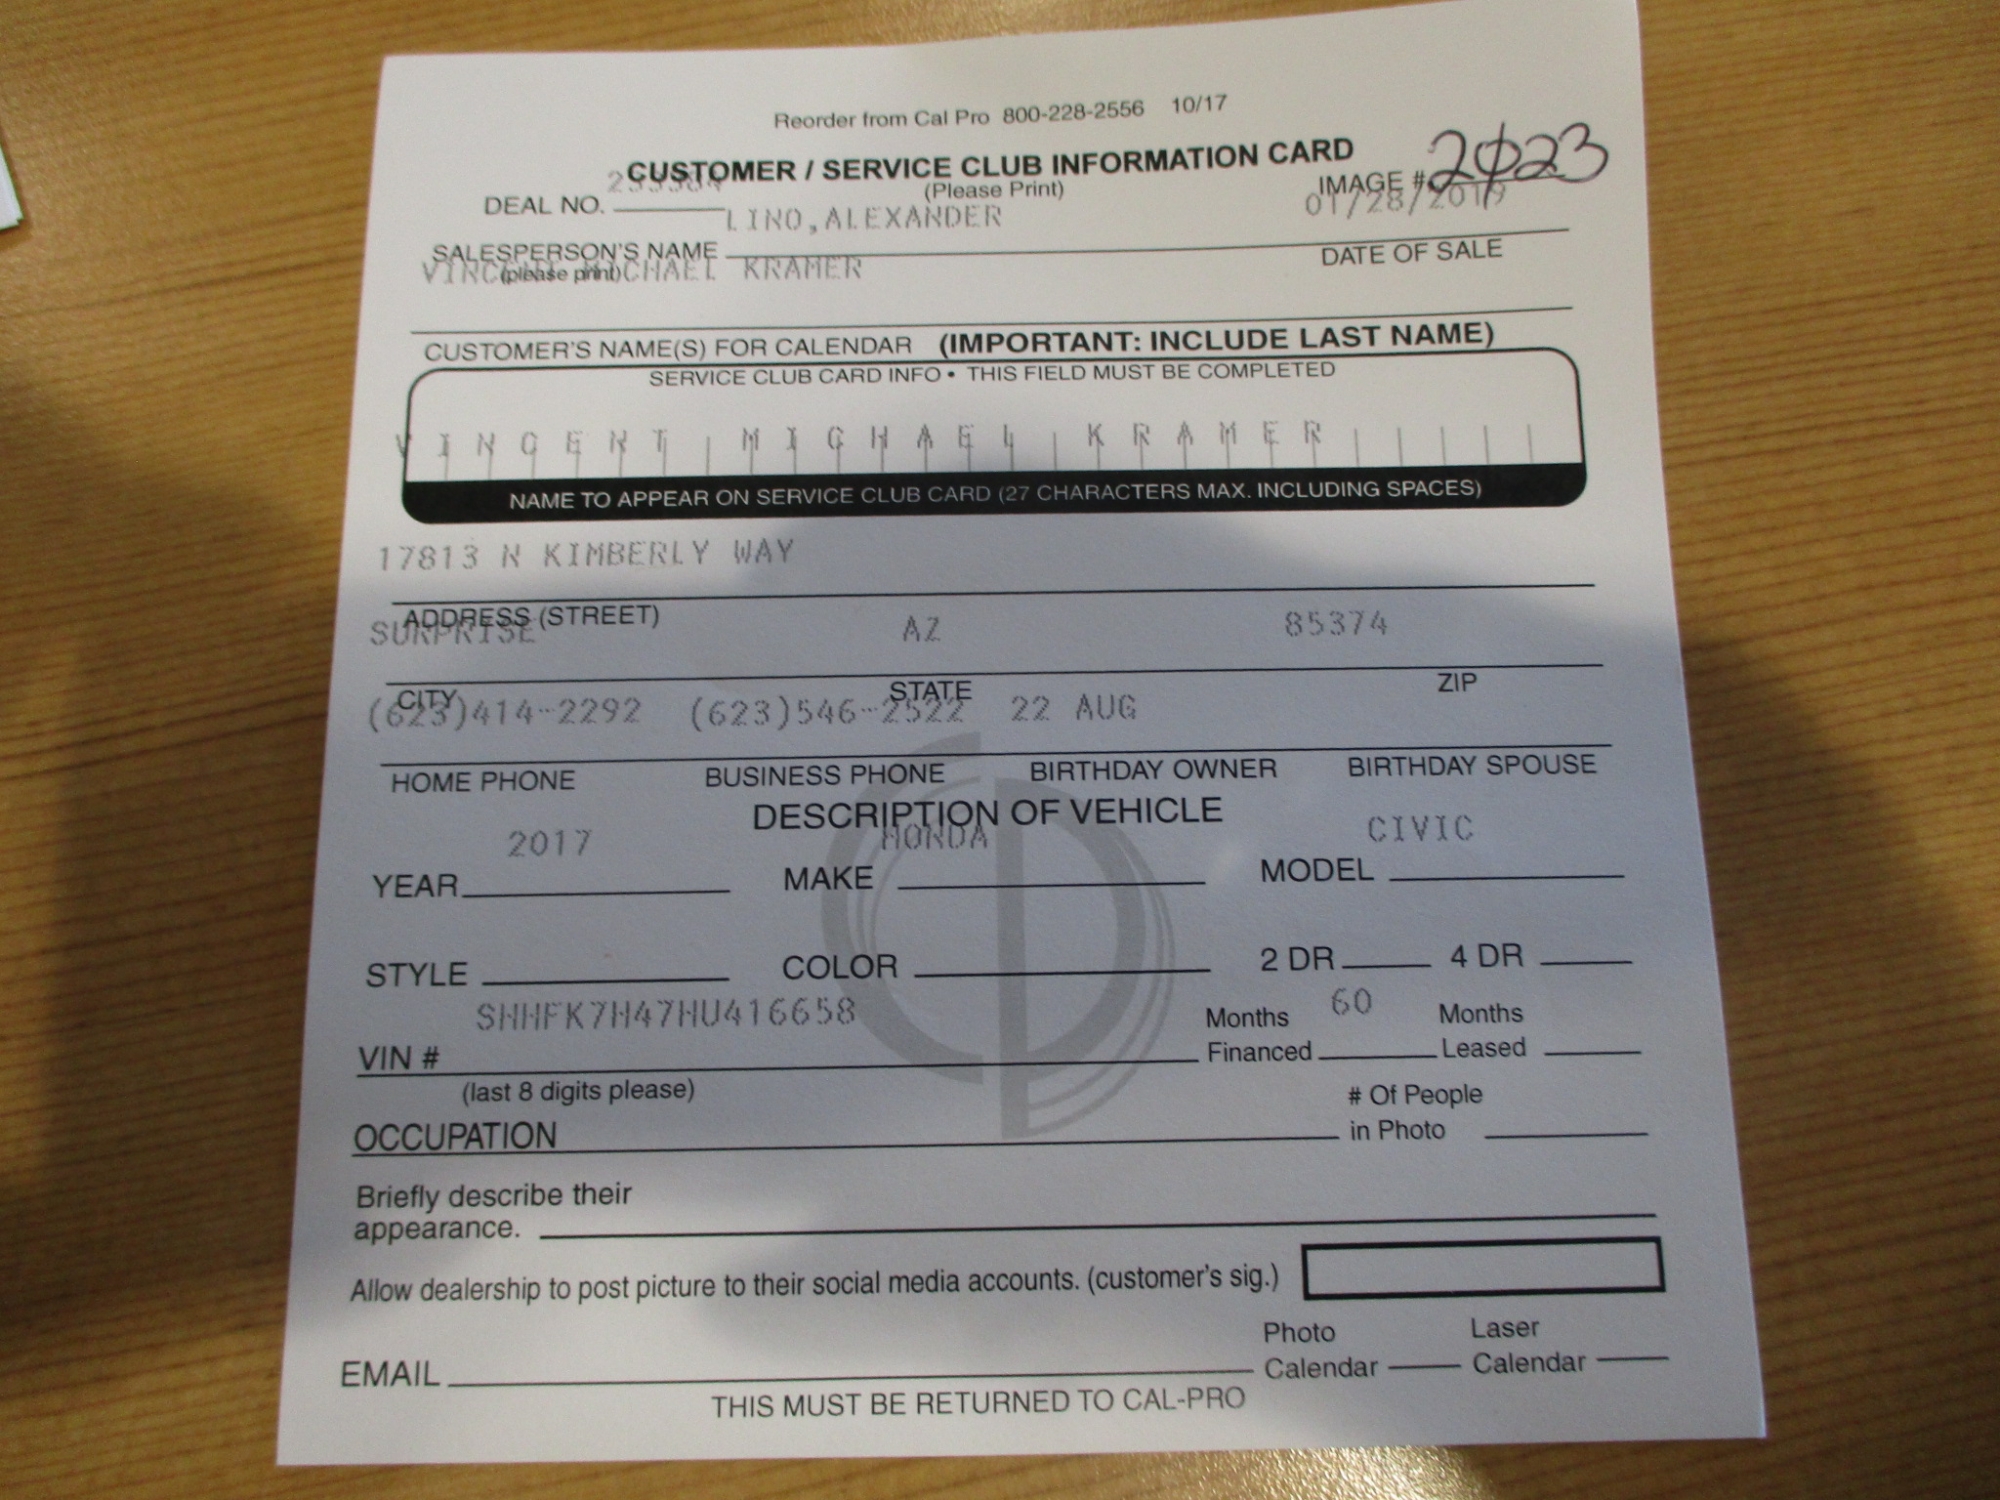 Reorder from Cal Pro 800-228-2556 10/17
CUSTOMER / SERVICE CLUB INFORMATION CARD
(Please Print)
IMAGE # 2023
DEAL NO.
LINO,ALEXANDER 01/28/2019
SALESPERSON'S NAME DATE OF SALE
(please print)
VINCENT MICHAEL KRAMER
CUSTOMER'S NAME(S) FOR CALENDAR (IMPORTANT: INCLUDE LAST NAME)
SERVICE CLUB CARD INFO • THIS FIELD MUST BE COMPLETED
VINCENT MICHAEL KRAMER
NAME TO APPEAR ON SERVICE CLUB CARD (27 CHARACTERS MAX. INCLUDING SPACES)
17813 N KIMBERLY WAY
ADDRESS (STREET)
SURPRISE AZ 85374
CITY STATE ZIP
(623)414-2292 (623)546-2522 22 AUG
HOME PHONE BUSINESS PHONE BIRTHDAY OWNER BIRTHDAY SPOUSE
DESCRIPTION OF VEHICLE
2017 HONDA CIVIC
YEAR MAKE MODEL
STYLE COLOR 2 DR 4 DR
SHHFK7H47HU416658 Months 60 Months
VIN # Financed Leased
(last 8 digits please) # Of People
OCCUPATION in Photo
Briefly describe their
appearance.
Allow dealership to post picture to their social media accounts. (customer's sig.)
Photo Laser
EMAIL Calendar Calendar
THIS MUST BE RETURNED TO CAL-PRO